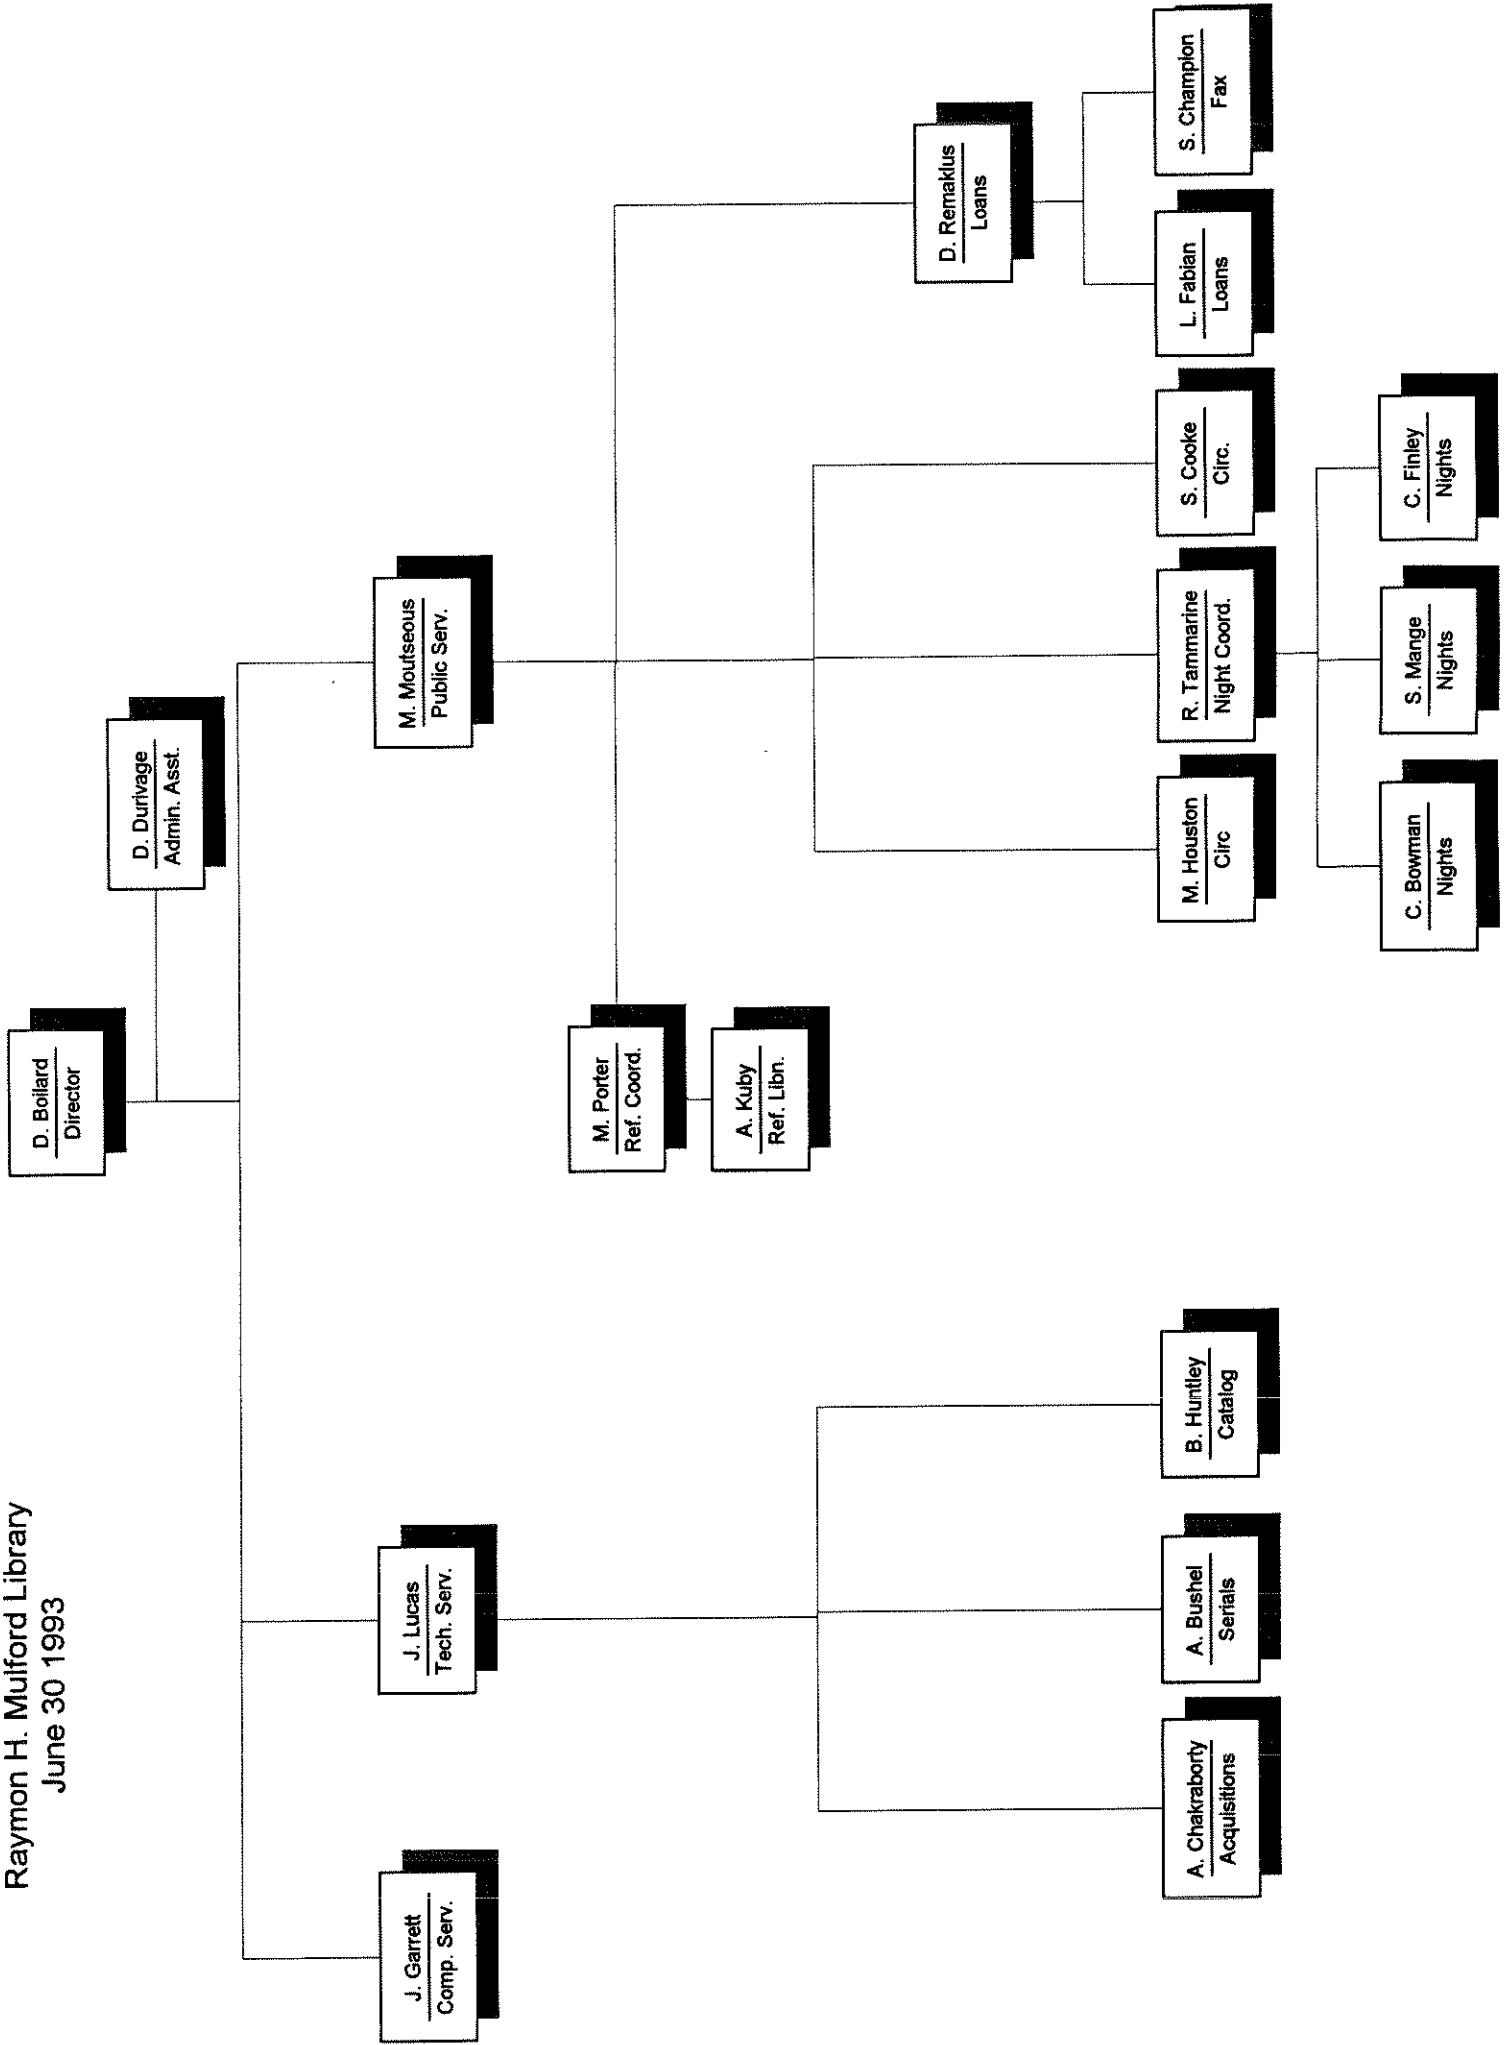 Raymon H. Mulford Library
June 30 1993
D. Boilard
Director
D. Durivage
Admin. Asst.
J. Garrett
Comp. Serv.
J. Lucas
Tech. Serv.
M. Moutseous
Public Serv.
M. Porter
Ref. Coord.
A. Kuby
Ref. Libn.
D. Remaklus
Loans
A. Chakraborty
Acquisitions
A. Bushel
Serials
B. Huntley
Catalog
M. Houston
Circ
R. Tammarine
Night Coord.
S. Cooke
Circ.
L. Fabian
Loans
S. Champion
Fax
C. Bowman
Nights
S. Mange
Nights
C. Finley
Nights